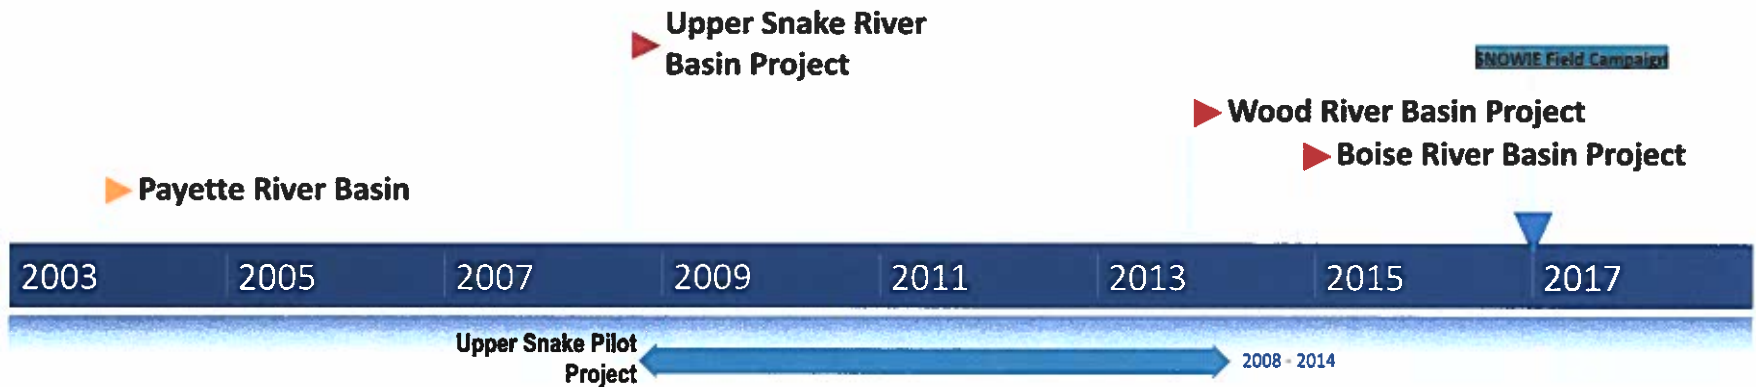 Upper Snake River
Basin Project
SNOWIE Field Campaign
Wood River Basin Project
Boise River Basin Project
Payette River Basin
2003 2005 2007 2009 2011 2013 2015 2017
Upper Snake Pilot
Project
2008 - 2014